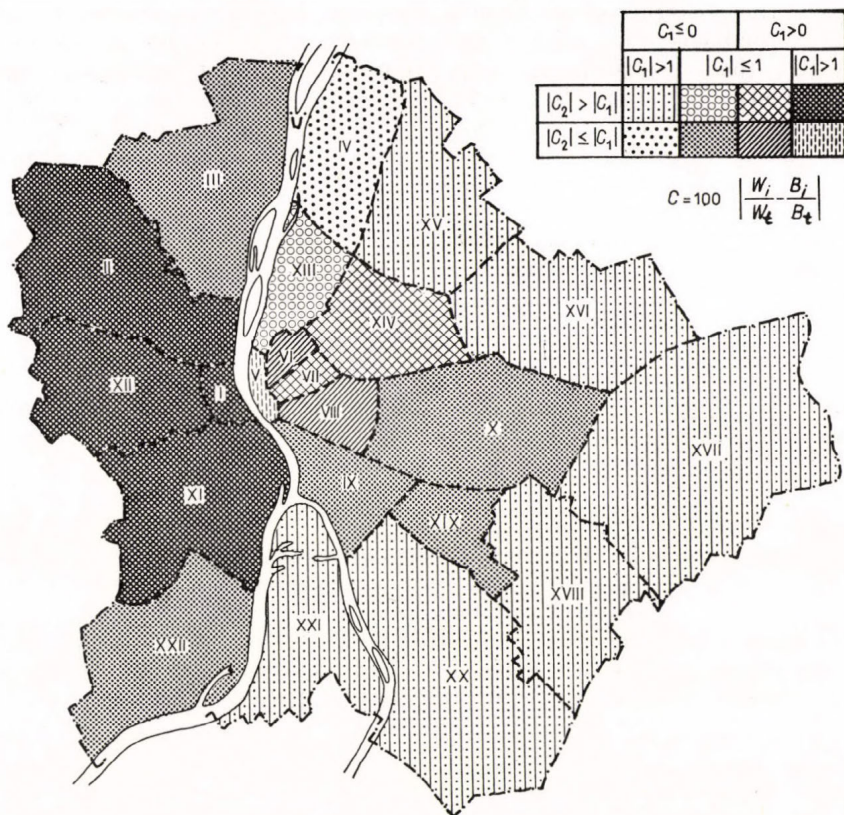 C₁≤0 C₁>0
|C₁|>1 |C₁|≤1 |C₁|>1
|C₂|>|C₁|
|C₂|≤|C₁|
C=100 |Wᵢ/Wₜ - Bᵢ/Bₜ|
IV
III
XV
II
XIII
XIV
XVI
VI
V
XII
VII
I
VIII
X
XVII
IX
XI
XIX
XVIII
XXI
XXII
XX